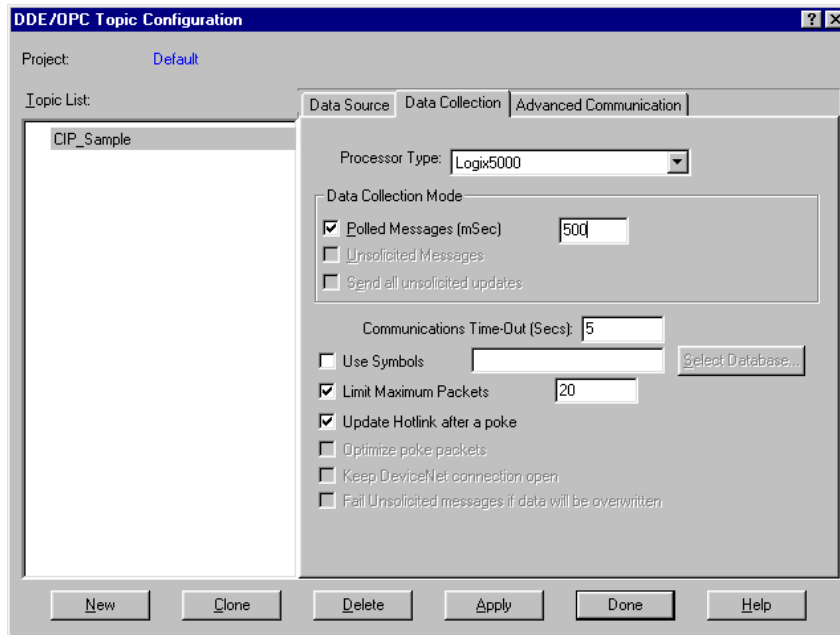 DDE/OPC Topic Configuration
Project: Default
Topic List:
CIP_Sample
Data Source Data Collection Advanced Communication
Processor Type: Logix5000
Data Collection Mode
Polled Messages (mSec) 500
Unsolicited Messages
Send all unsolicited updates
Communications Time-Out (Secs): 5
Use Symbols Select Database...
Limit Maximum Packets 20
Update Hotlink after a poke
Optimize poke packets
Keep DeviceNet connection open
Fail Unsolicited messages if data will be overwritten
New Clone Delete Apply Done Help